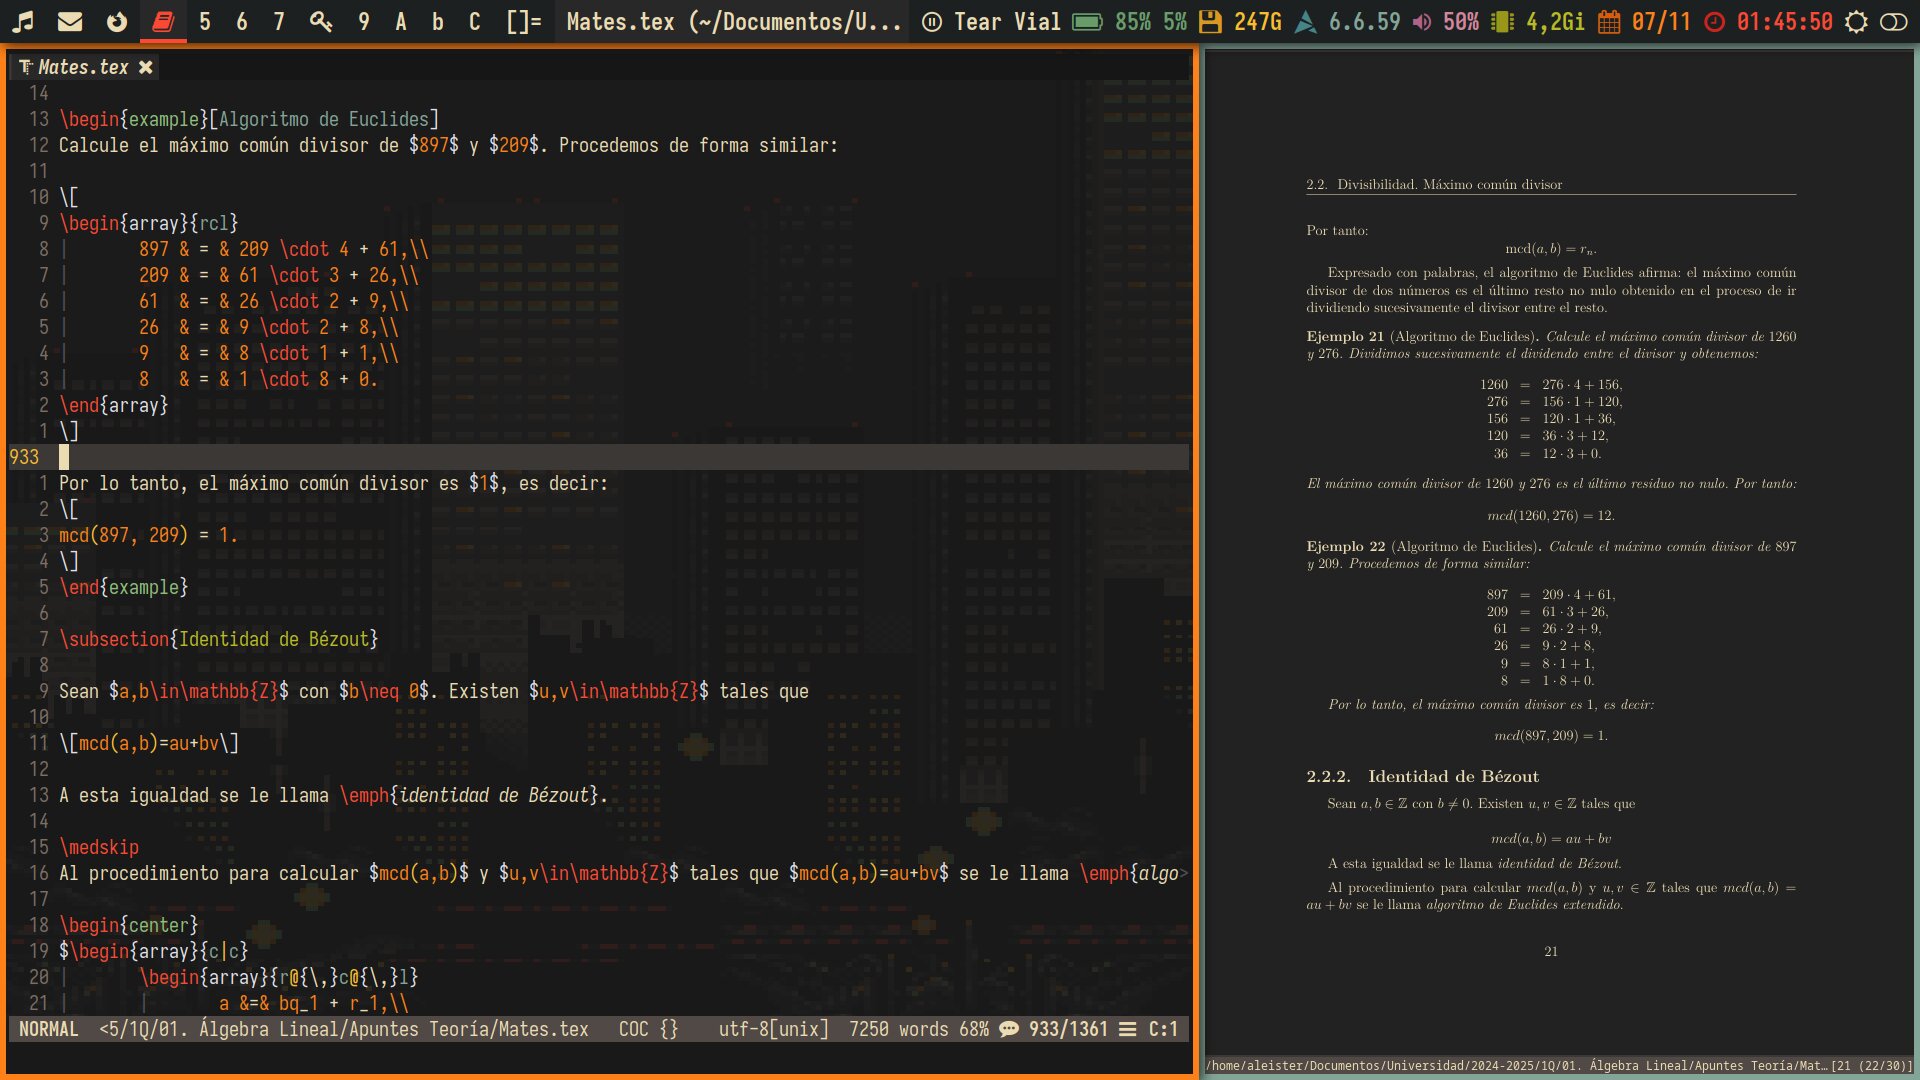 5 6 7 9 A b C []= Mates.tex (~/Documentos/U... Tear Vial 85% 5% 247G 6.6.59 50% 4,2Gi 07/11 01:45:50
Mates.tex
14
13 \begin{example}[Algoritmo de Euclides]
12 Calcule el máximo común divisor de $897$ y $209$. Procedemos de forma similar:
11
10 \[
9 \begin{array}{rcl}
8 | 897 & = & 209 \cdot 4 + 61,\\
7 | 209 & = & 61 \cdot 3 + 26,\\
6 | 61 & = & 26 \cdot 2 + 9,\\
5 | 26 & = & 9 \cdot 2 + 8,\\
4 | 9 & = & 8 \cdot 1 + 1,\\
3 | 8 & = & 1 \cdot 8 + 0.
2 \end{array}
1 \]
933
1 Por lo tanto, el máximo común divisor es $1$, es decir:
2 \[
3 mcd(897, 209) = 1.
4 \]
5 \end{example}
6
7 \subsection{Identidad de Bézout}
8
9 Sean $a,b\in\mathbb{Z}$ con $b\neq 0$. Existen $u,v\in\mathbb{Z}$ tales que
10
11 \[mcd(a,b)=au+bv\]
12
13 A esta igualdad se le llama \emph{identidad de Bézout}.
14
15 \medskip
16 Al procedimiento para calcular $mcd(a,b)$ y $u,v\in\mathbb{Z}$ tales que $mcd(a,b)=au+bv$ se le llama \emph{algo>
17
18 \begin{center}
19 $\begin{array}{c|c}
20 | \begin{array}{r@{\,}c@{\,}l}
21 | | a &=& bq_1 + r_1,\\
NORMAL <5/1Q/01. Álgebra Lineal/Apuntes Teoría/Mates.tex COC {} utf-8[unix] 7250 words 68% 933/1361 C:1
2.2. Divisibilidad. Máximo común divisor
Por tanto:
mcd(a, b) = rₙ.
Expresado con palabras, el algoritmo de Euclides afirma: el máximo común
divisor de dos números es el último resto no nulo obtenido en el proceso de ir
dividiendo sucesivamente el divisor entre el resto.
Ejemplo 21 (Algoritmo de Euclides). Calcule el máximo común divisor de 1260
y 276. Dividimos sucesivamente el dividendo entre el divisor y obtenemos:
1260 = 276 · 4 + 156,
276 = 156 · 1 + 120,
156 = 120 · 1 + 36,
120 = 36 · 3 + 12,
36 = 12 · 3 + 0.
El máximo común divisor de 1260 y 276 es el último residuo no nulo. Por tanto:
mcd(1260, 276) = 12.
Ejemplo 22 (Algoritmo de Euclides). Calcule el máximo común divisor de 897
y 209. Procedemos de forma similar:
897 = 209 · 4 + 61,
209 = 61 · 3 + 26,
61 = 26 · 2 + 9,
26 = 9 · 2 + 8,
9 = 8 · 1 + 1,
8 = 1 · 8 + 0.
Por lo tanto, el máximo común divisor es 1, es decir:
mcd(897, 209) = 1.
2.2.2. Identidad de Bézout
Sean a, b ∈ ℤ con b ≠ 0. Existen u, v ∈ ℤ tales que
mcd(a, b) = au + bv
A esta igualdad se le llama identidad de Bézout.
Al procedimiento para calcular mcd(a, b) y u, v ∈ ℤ tales que mcd(a, b) =
au + bv se le llama algoritmo de Euclides extendido.
21
/home/aleister/Documentos/Universidad/2024-2025/1Q/01. Álgebra Lineal/Apuntes Teoría/Mat…[21 (22/30)]